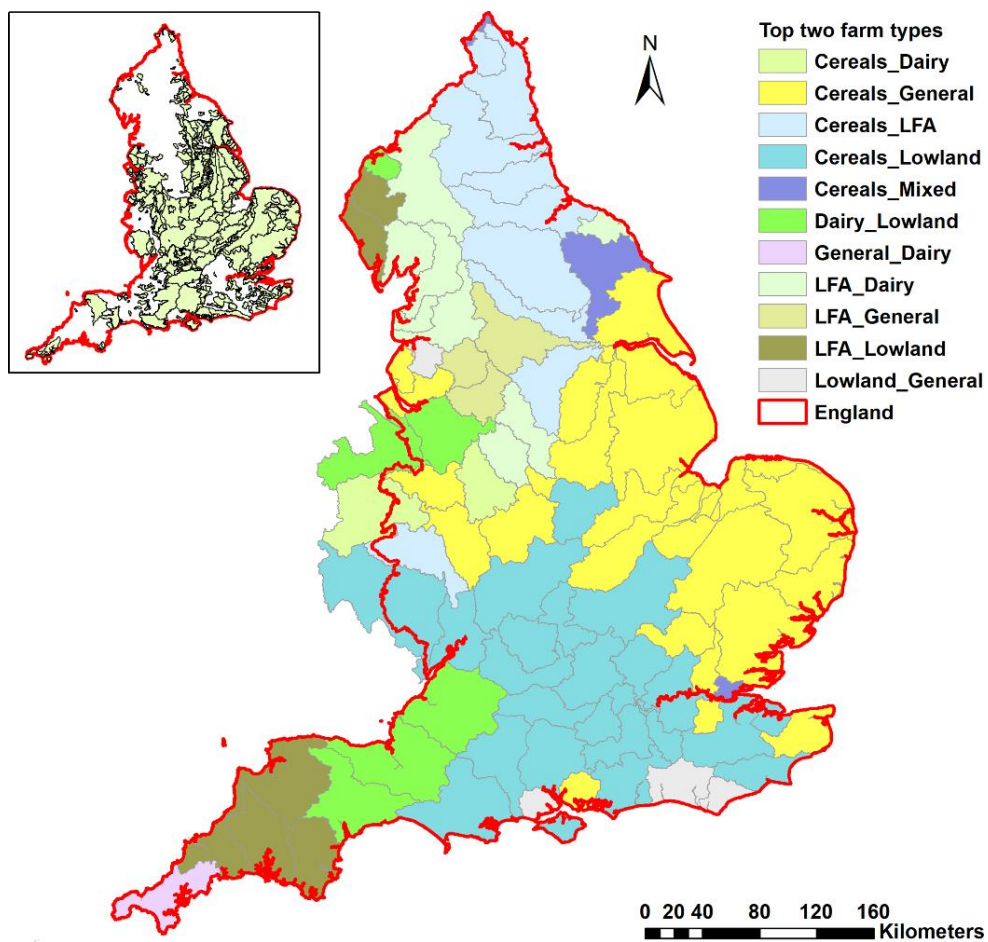 Top two farm types
Cereals_Dairy
Cereals_General
Cereals_LFA
Cereals_Lowland
Cereals_Mixed
Dairy_Lowland
General_Dairy
LFA_Dairy
LFA_General
LFA_Lowland
Lowland_General
England
N
0 20 40 80 120 160
Kilometers